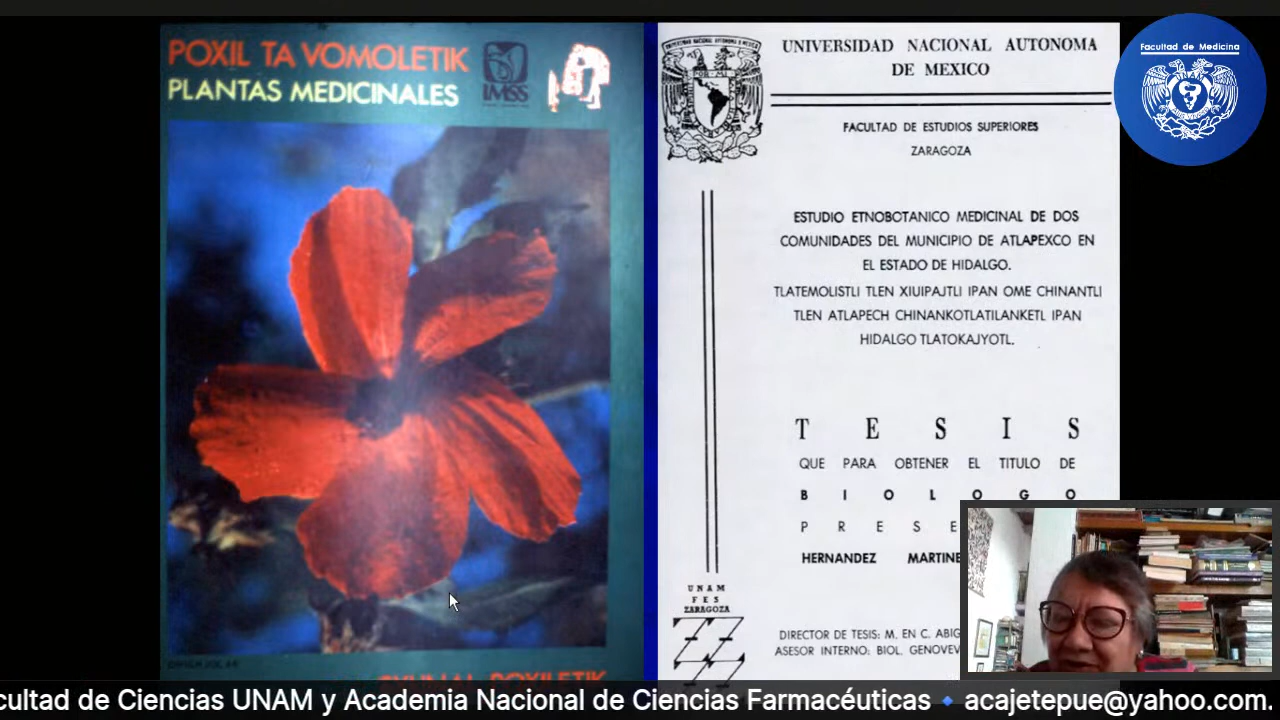 POXIL TA VOMOLETIK
PLANTAS MEDICINALES
IMSS
UNIVERSIDAD NACIONAL AUTONOMA
DE MEXICO
FACULTAD DE ESTUDIOS SUPERIORES
ZARAGOZA
ESTUDIO ETNOBOTANICO MEDICINAL DE DOS
COMUNIDADES DEL MUNICIPIO DE ATLAPEXCO EN
EL ESTADO DE HIDALGO.
TLATEMOLISTLI TLEN XIUIPAJTLI IPAN OME CHINANTLI
TLEN ATLAPECH CHINANKOTLATILANKETL IPAN
HIDALGO TLATOKAJYOTL.
T E S I S
QUE PARA OBTENER EL TITULO DE
B I O L O G O
P R E S E
HERNANDEZ MARTINE
UNAM
FES
ZARAGOZA
DIRECTOR DE TESIS: M. EN C. ABIG
ASESOR INTERNO: BIOL. GENOVEV
Facultad de Medicina
cultad de Ciencias UNAM y Academia Nacional de Ciencias Farmacéuticas 🔹 acajetepue@yahoo.com.